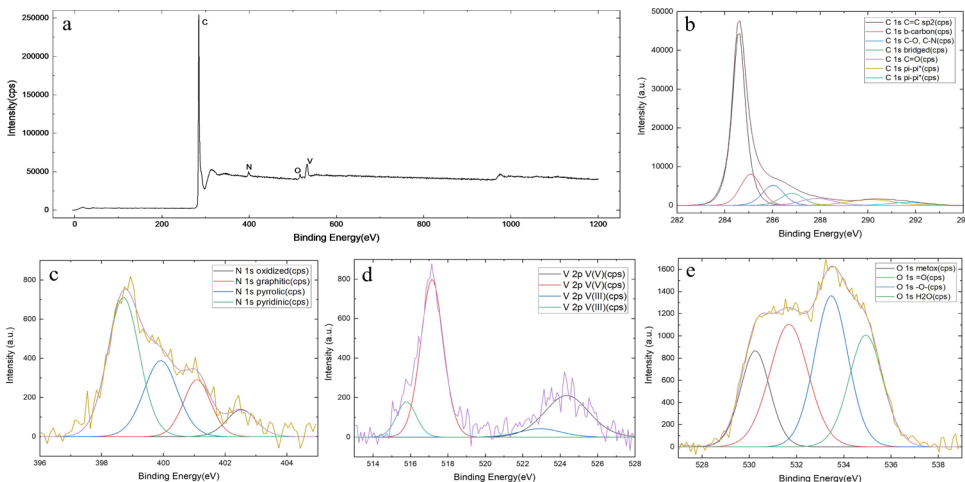 a
C
N
O
V
250000
200000
150000
100000
50000
0
Intensity(cps)
0 200 400 600 800 1000 1200
Binding Energy(eV)
b
C 1s C=C sp2(cps)
C 1s b-carbon(cps)
C 1s C-O, C-N(cps)
C 1s bridged(cps)
C 1s C=O(cps)
C 1s pi-pi*(cps)
C 1s pi-pi*(cps)
50000
40000
30000
20000
10000
0
Intensity (a.u.)
282 284 286 288 290 292
Binding Energy(eV)
c
N 1s oxidized(cps)
N 1s graphitic(cps)
N 1s pyrrolic(cps)
N 1s pyridinic(cps)
800
600
400
200
0
Intensity (a.u.)
396 398 400 402 404
Binding Energy(eV)
d
V 2p V(V)(cps)
V 2p V(V)(cps)
V 2p V(III)(cps)
V 2p V(III)(cps)
800
600
400
200
0
Intensity (a.u.)
514 516 518 520 522 524 526 528
Binding Energy(eV)
e
O 1s metox(cps)
O 1s =O(cps)
O 1s -O-(cps)
O 1s H2O(cps)
1600
1400
1200
1000
800
600
400
200
0
Intensity (a.u.)
528 530 532 534 536 538
Binding Energy(eV)